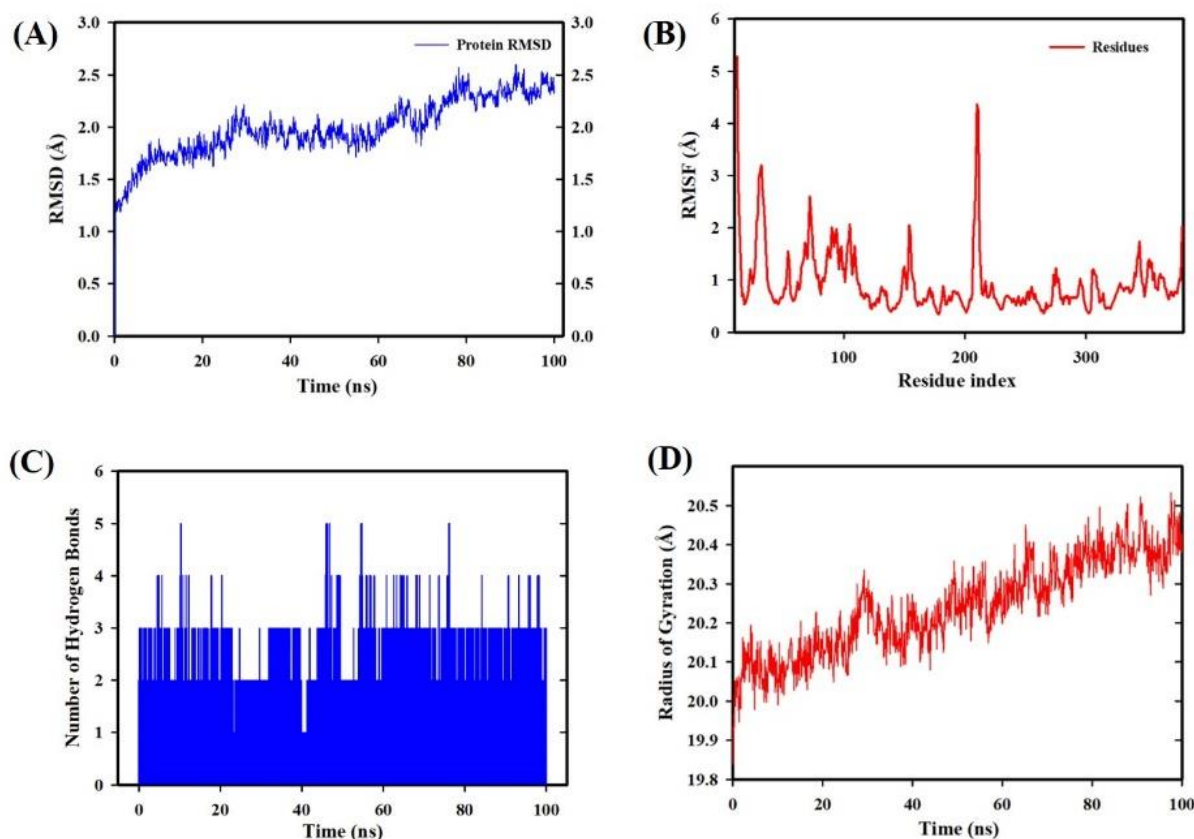 (A)
3.0
2.5
2.0
1.5
1.0
0.5
0.0
RMSD (Å)
Protein RMSD
3.0
2.5
2.0
1.5
1.0
0.5
0.0
0 20 40 60 80 100
Time (ns)
(B)
6
5
4
3
2
1
0
RMSF (Å)
Residues
100 200 300
Residue index
(C)
6
5
4
3
2
1
0
Number of Hydrogen Bonds
0 20 40 60 80 100
Time (ns)
(D)
20.5
20.4
20.3
20.2
20.1
20.0
19.9
19.8
Radius of Gyration (Å)
0 20 40 60 80 100
Time (ns)